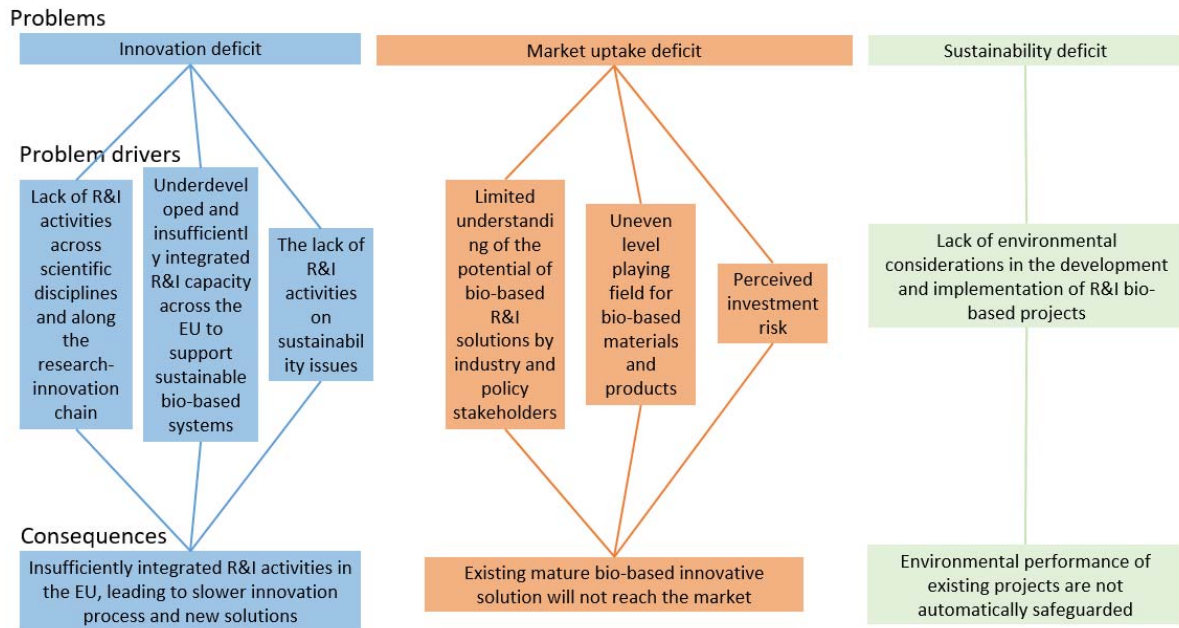 Problems
Innovation deficit
Market uptake deficit
Sustainability deficit
Problem drivers
Lack of R&I
activities
across
scientific
disciplines
and along
the
research-
innovation
chain
Underdevel
oped and
insufficientl
y integrated
R&I capacity
across the
EU to
support
sustainable
bio-based
systems
The lack of
R&I
activities
on
sustainabil
ity issues
Limited
understandi
ng of the
potential of
bio-based
R&I
solutions by
industry and
policy
stakeholders
Uneven
level
playing
field for
bio-based
materials
and
products
Perceived
investment
risk
Lack of environmental
considerations in the development
and implementation of R&I bio-
based projects
Consequences
Insufficiently integrated R&I activities in
the EU, leading to slower innovation
process and new solutions
Existing mature bio-based innovative
solution will not reach the market
Environmental performance of
existing projects are not
automatically safeguarded